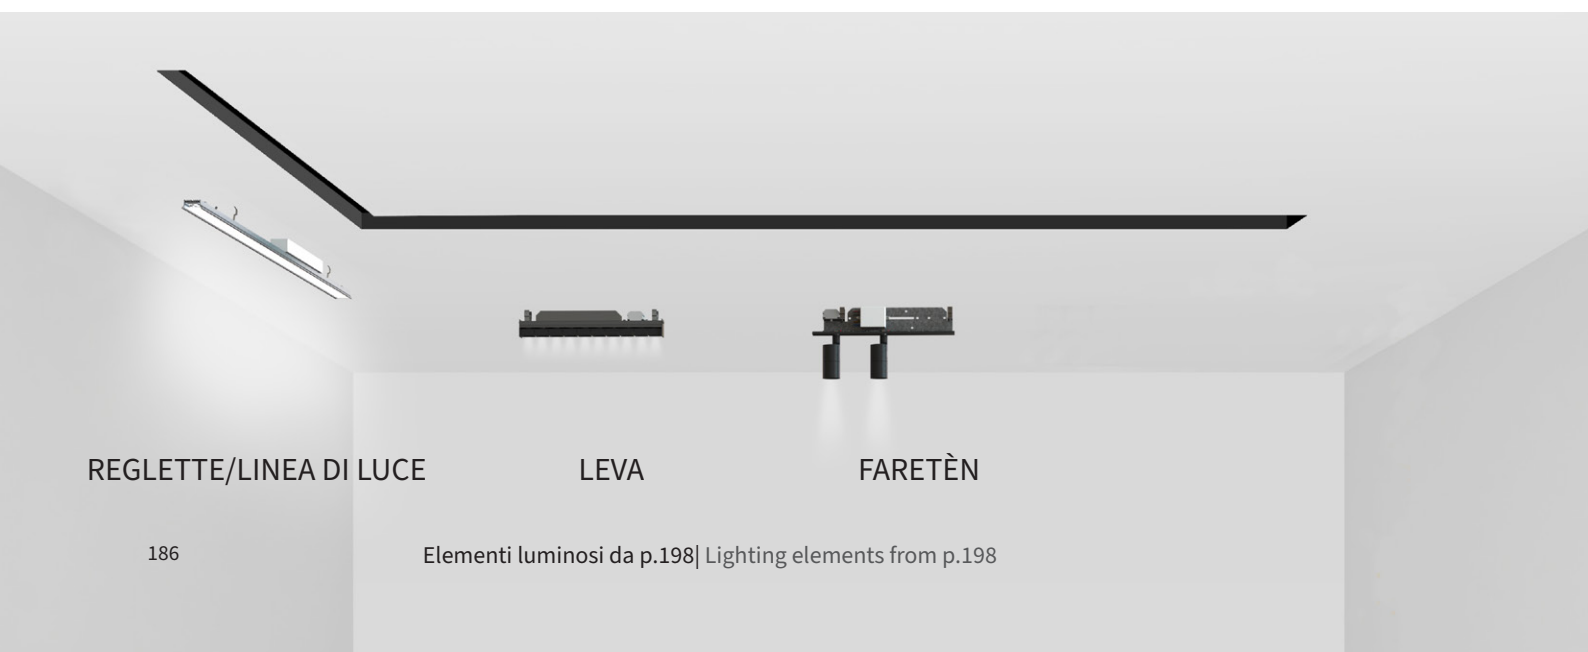 REGLETTE/LINEA DI LUCE
LEVA
FARETÈN
186
Elementi luminosi da p.198| Lighting elements from p.198